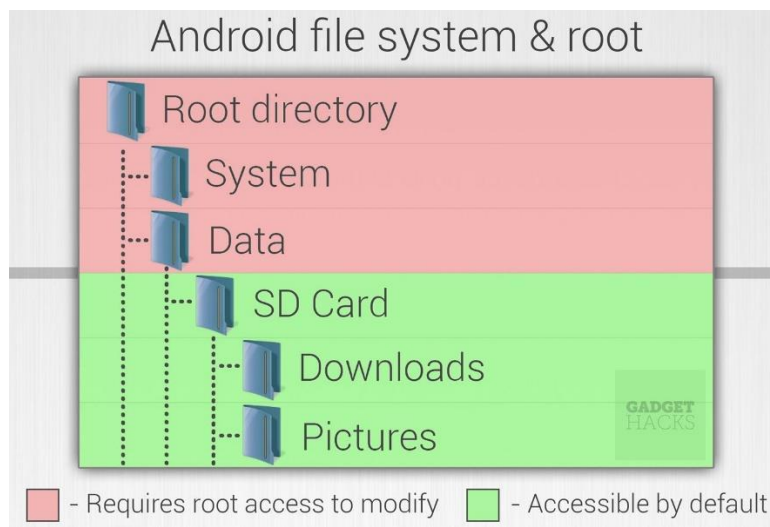 Android file system & root
Root directory
System
Data
SD Card
Downloads
Pictures
GADGET
HACKS
- Requires root access to modify - Accessible by default